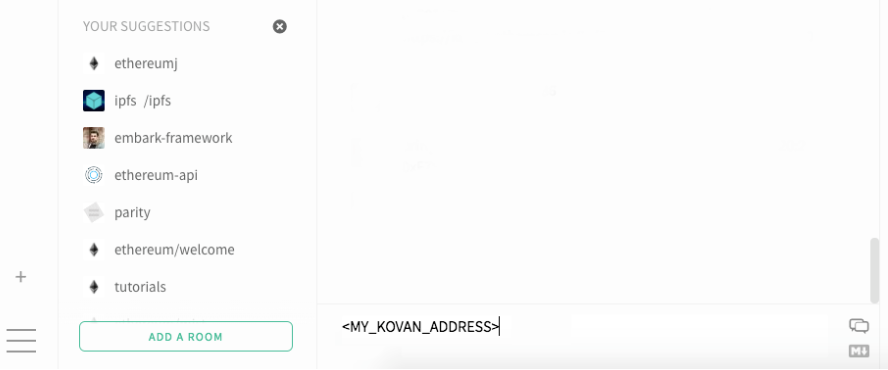 YOUR SUGGESTIONS
ethereumj
ipfs /ipfs
embark-framework
ethereum-api
parity
ethereum/welcome
tutorials
+
ADD A ROOM
<MY_KOVAN_ADDRESS>
M